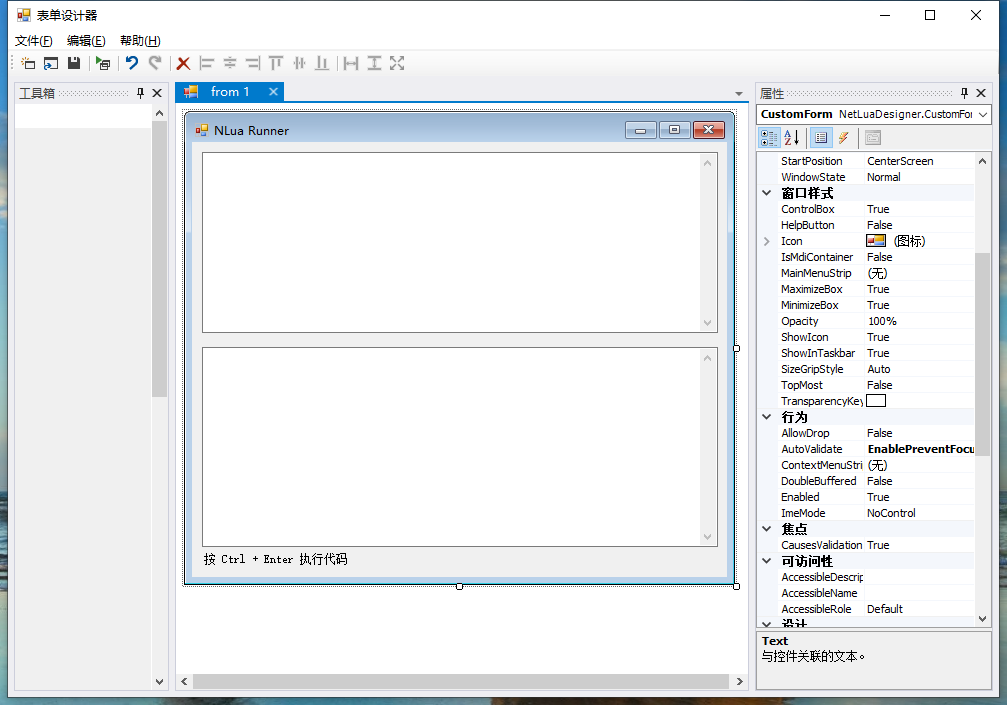 表单设计器
文件(F) 编辑(E) 帮助(H)
工具箱
from 1
NLua Runner
按 Ctrl + Enter 执行代码
属性
CustomForm NetLuaDesigner.CustomFor
StartPosition CenterScreen
WindowState Normal
窗口样式
ControlBox True
HelpButton False
Icon (图标)
IsMdiContainer False
MainMenuStrip (无)
MaximizeBox True
MinimizeBox True
Opacity 100%
ShowIcon True
ShowInTaskbar True
SizeGripStyle Auto
TopMost False
TransparencyKey
行为
AllowDrop False
AutoValidate EnablePreventFocu
ContextMenuStri (无)
DoubleBuffered False
Enabled True
ImeMode NoControl
焦点
CausesValidation True
可访问性
AccessibleDescrip
AccessibleName
AccessibleRole Default
设计
Text
与控件关联的文本。